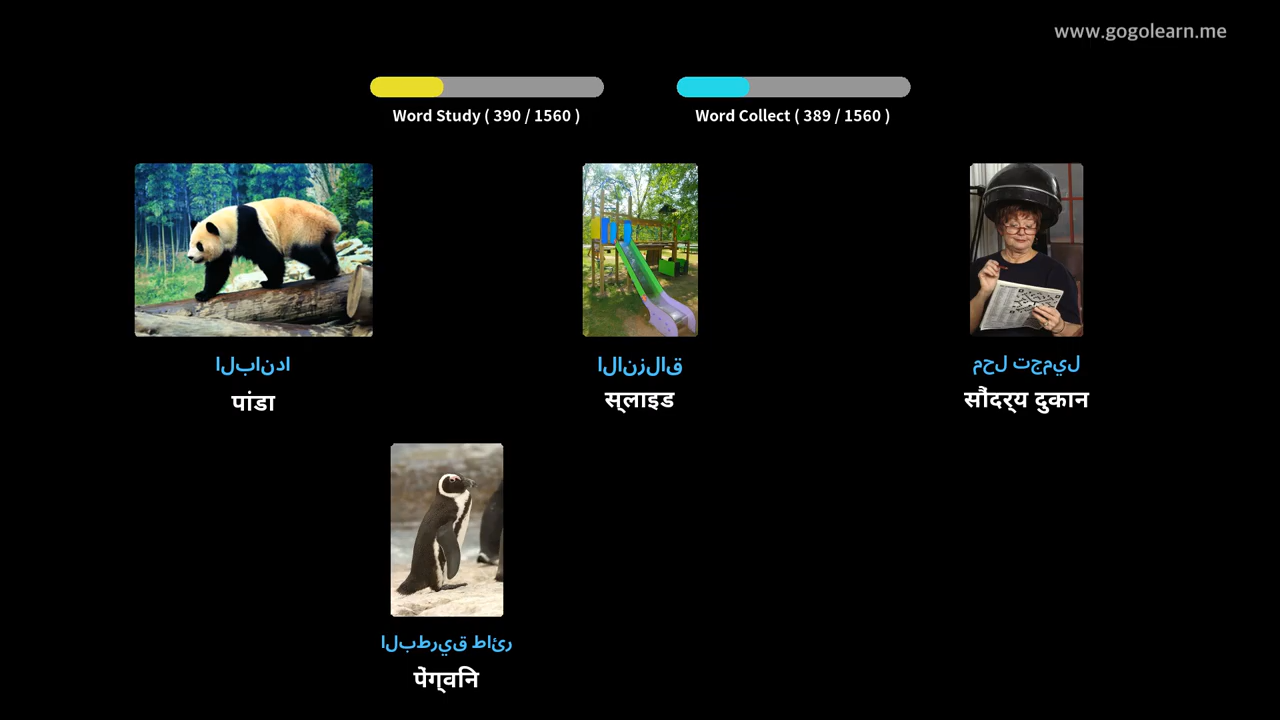 www.gogolearn.me
Word Study ( 390 / 1560 )
Word Collect ( 389 / 1560 )
الباندا
पांडा
الانزلاق
स्लाइड
محل تجميل
सौंदर्य दुकान
البطريق طائر
पेंग्विन